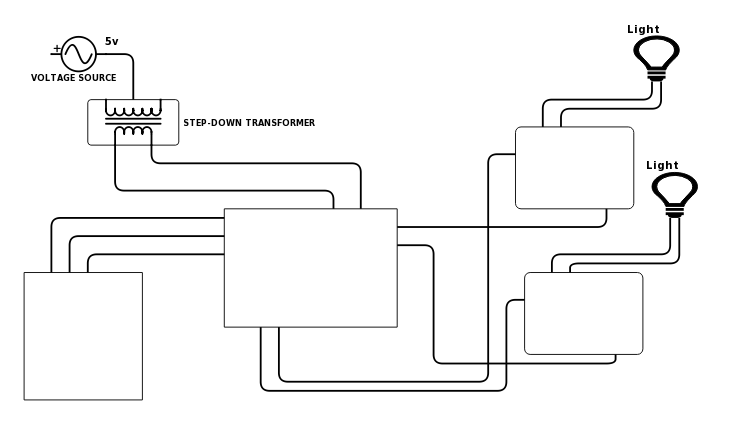 Light
5v
+
VOLTAGE SOURCE
STEP-DOWN TRANSFORMER
Light